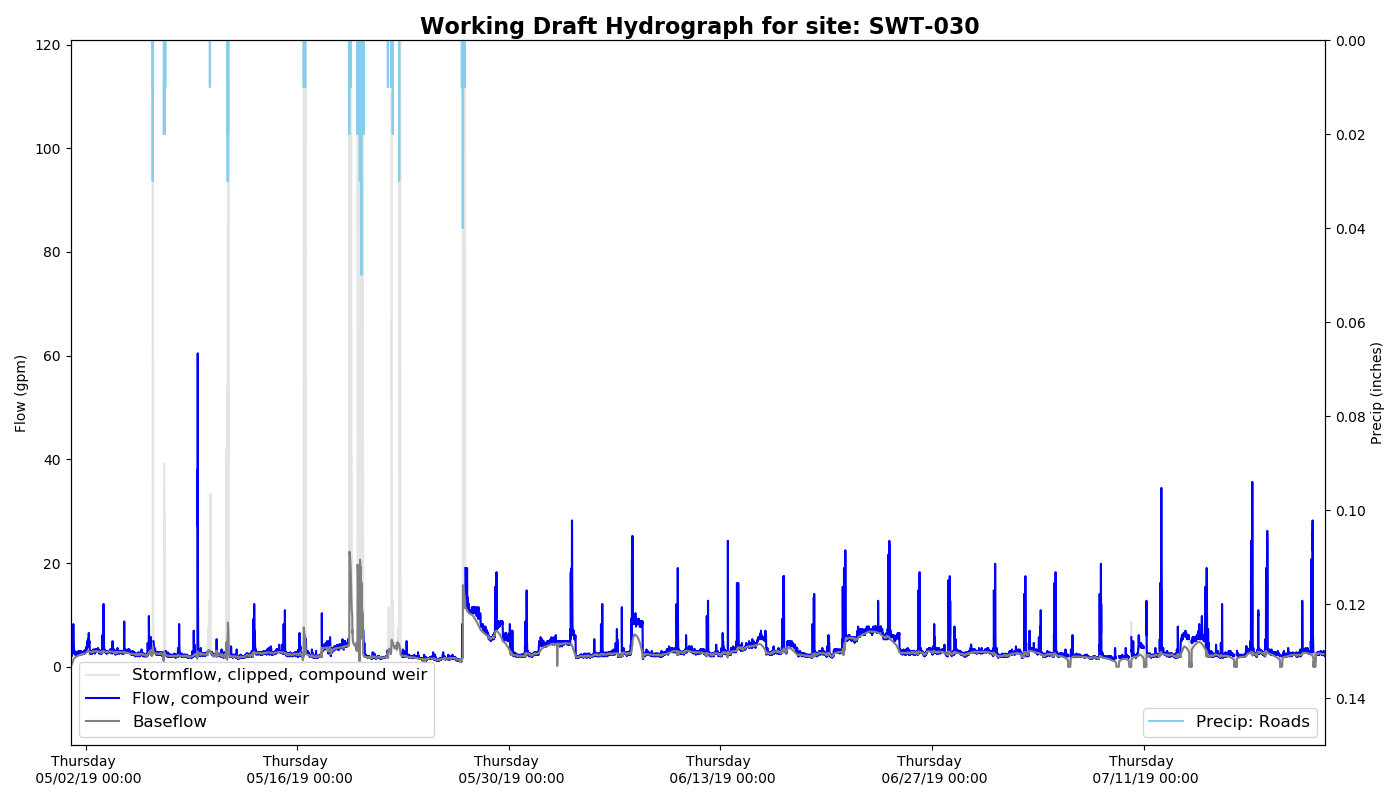 Working Draft Hydrograph for site: SWT-030
120
100
80
60
40
20
0
Flow (gpm)
0.00
0.02
0.04
0.06
0.08
0.10
0.12
0.14
Precip (inches)
Stormflow, clipped, compound weir
Flow, compound weir
Baseflow
Precip: Roads
Thursday
05/02/19 00:00
Thursday
05/16/19 00:00
Thursday
05/30/19 00:00
Thursday
06/13/19 00:00
Thursday
06/27/19 00:00
Thursday
07/11/19 00:00